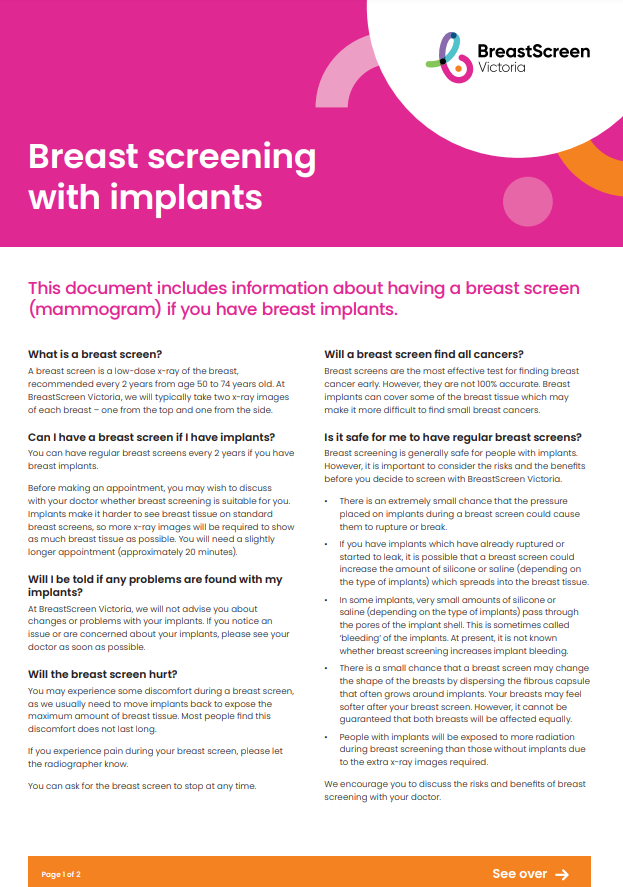 BreastScreen
Victoria
Breast screening
with implants
This document includes information about having a breast screen
(mammogram) if you have breast implants.
What is a breast screen?
A breast screen is a low-dose x-ray of the breast,
recommended every 2 years from age 50 to 74 years old. At
BreastScreen Victoria, we will typically take two x-ray images
of each breast – one from the top and one from the side.
Can I have a breast screen if I have implants?
You can have regular breast screens every 2 years if you have
breast implants.
Before making an appointment, you may wish to discuss
with your doctor whether breast screening is suitable for you.
Implants make it harder to see breast tissue on standard
breast screens, so more x-ray images will be required to show
as much breast tissue as possible. You will need a slightly
longer appointment (approximately 20 minutes).
Will I be told if any problems are found with my
implants?
At BreastScreen Victoria, we will not advise you about
changes or problems with your implants. If you notice an
issue or are concerned about your implants, please see your
doctor as soon as possible.
Will the breast screen hurt?
You may experience some discomfort during a breast screen,
as we usually need to move implants back to expose the
maximum amount of breast tissue. Most people find this
discomfort does not last long.
If you experience pain during your breast screen, please let
the radiographer know.
You can ask for the breast screen to stop at any time.
Will a breast screen find all cancers?
Breast screens are the most effective test for finding breast
cancer early. However, they are not 100% accurate. Breast
implants can cover some of the breast tissue which may
make it more difficult to find small breast cancers.
Is it safe for me to have regular breast screens?
Breast screening is generally safe for people with implants.
However, it is important to consider the risks and the benefits
before you decide to screen with BreastScreen Victoria.
• There is an extremely small chance that the pressure
placed on implants during a breast screen could cause
them to rupture or break.
• If you have implants which have already ruptured or
started to leak, it is possible that a breast screen could
increase the amount of silicone or saline (depending on
the type of implants) which spreads into the breast tissue.
• In some implants, very small amounts of silicone or
saline (depending on the type of implants) pass through
the pores of the implant shell. This is sometimes called
‘bleeding’ of the implants. At present, it is not known
whether breast screening increases implant bleeding.
• There is a small chance that a breast screen may change
the shape of the breasts by dispersing the fibrous capsule
that often grows around implants. Your breasts may feel
softer after your breast screen. However, it cannot be
guaranteed that both breasts will be affected equally.
• People with implants will be exposed to more radiation
during breast screening than those without implants due
to the extra x-ray images required.
We encourage you to discuss the risks and benefits of breast
screening with your doctor.
Page 1 of 2
See over →